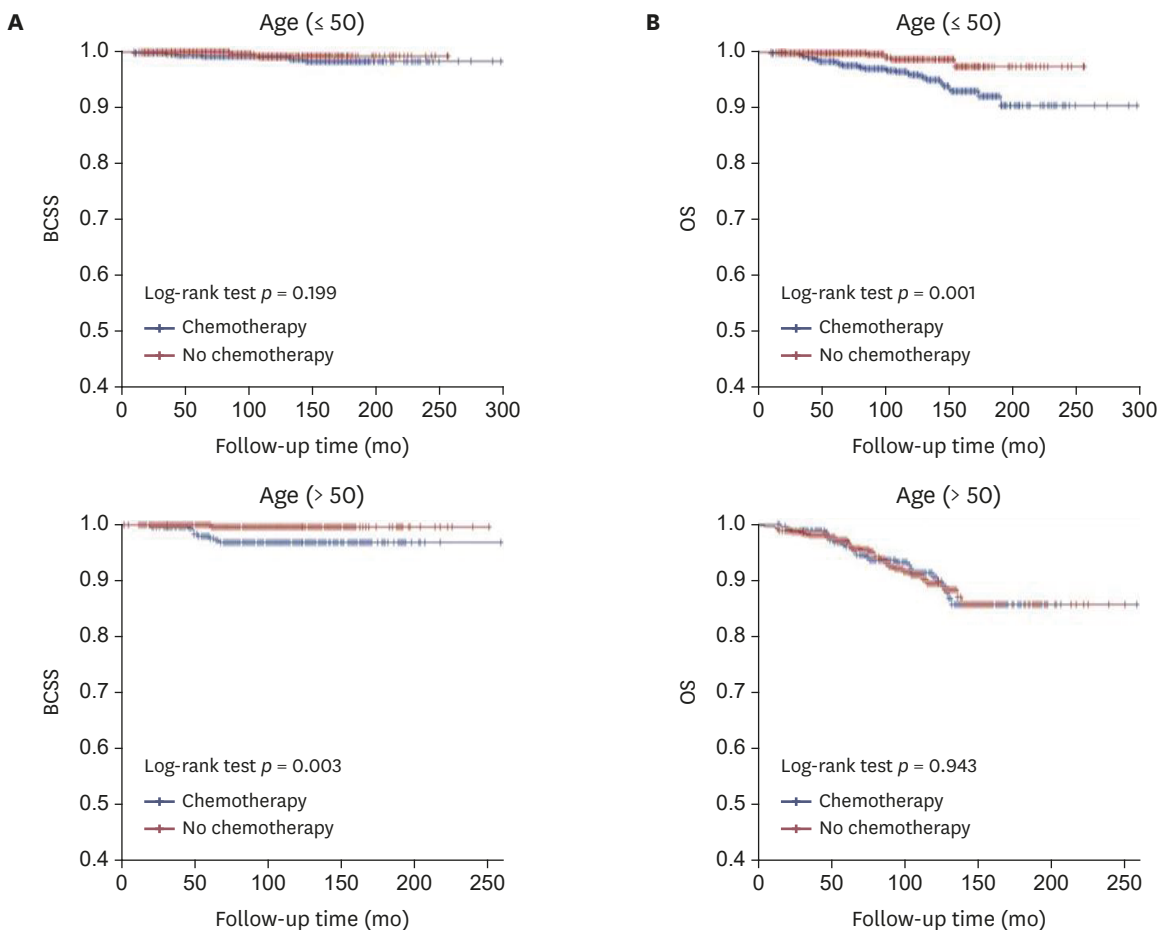 A
Age (≤ 50)
1.0
0.9
0.8
0.7
0.6
0.5
0.4
BCSS
Log-rank test p = 0.199
Chemotherapy
No chemotherapy
0 50 100 150 200 250 300
Follow-up time (mo)
Age (> 50)
1.0
0.9
0.8
0.7
0.6
0.5
0.4
BCSS
Log-rank test p = 0.003
Chemotherapy
No chemotherapy
0 50 100 150 200 250
Follow-up time (mo)
B
Age (≤ 50)
1.0
0.9
0.8
0.7
0.6
0.5
0.4
OS
Log-rank test p = 0.001
Chemotherapy
No chemotherapy
0 50 100 150 200 250 300
Follow-up time (mo)
Age (> 50)
1.0
0.9
0.8
0.7
0.6
0.5
0.4
OS
Log-rank test p = 0.943
Chemotherapy
No chemotherapy
0 50 100 150 200 250
Follow-up time (mo)